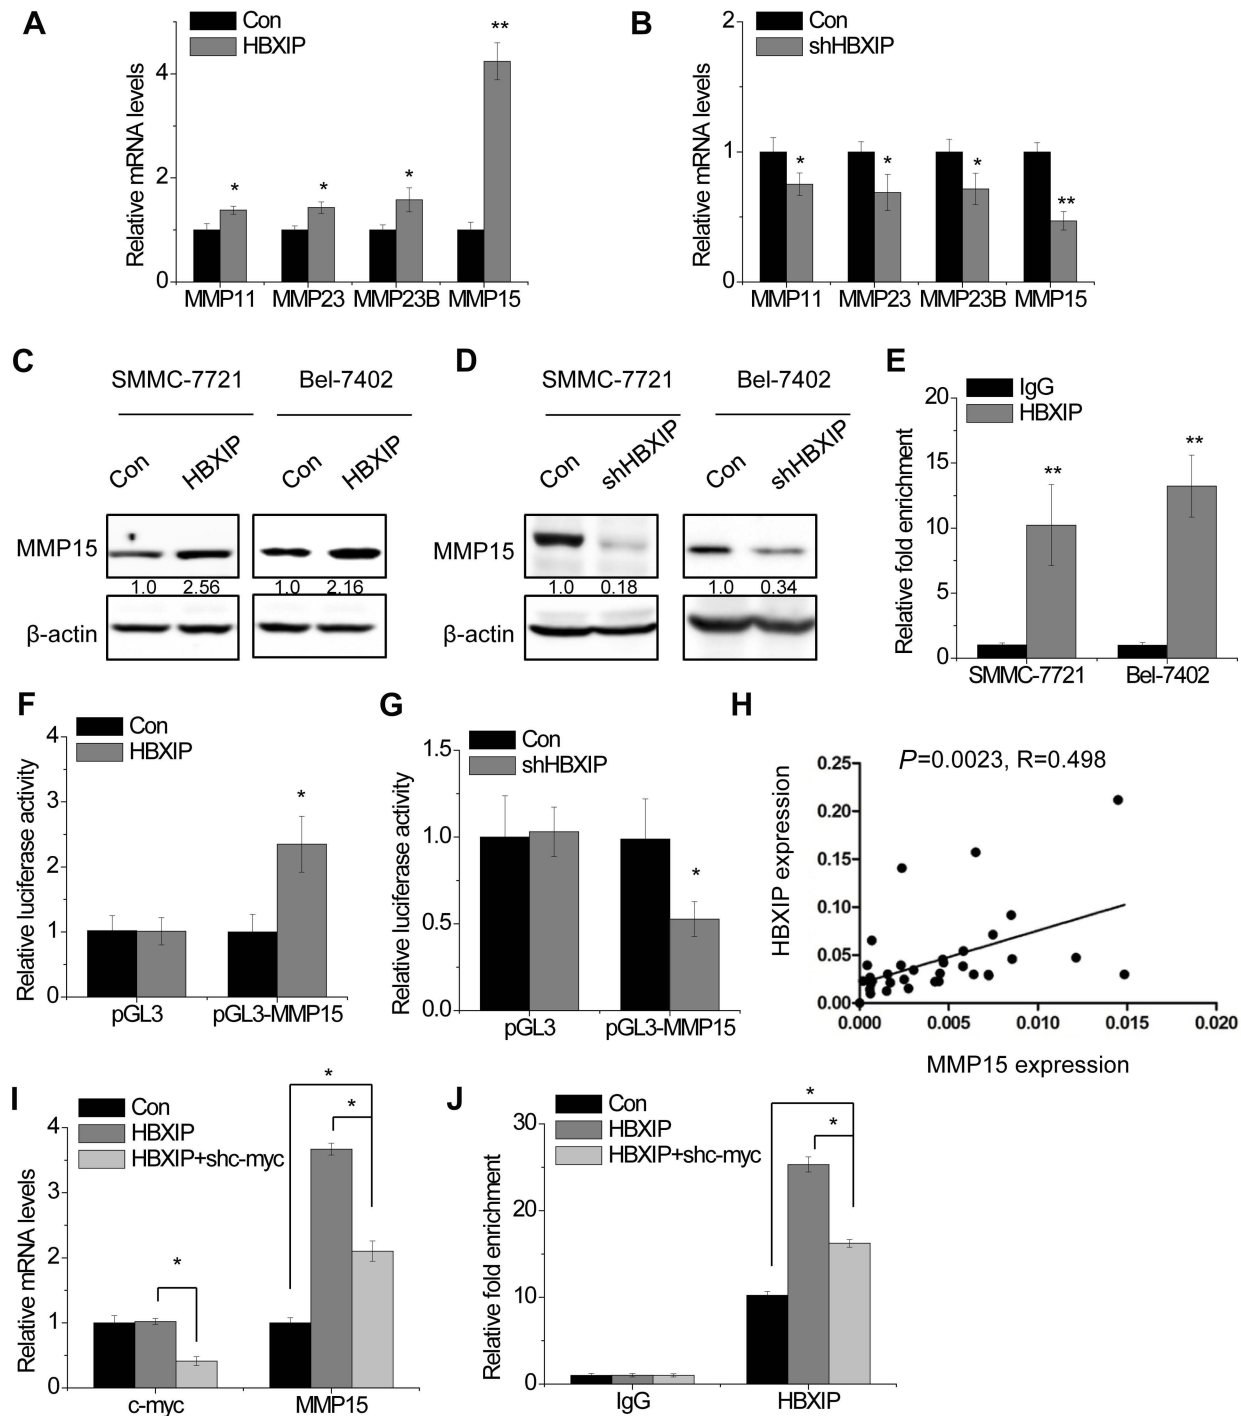 A
Con
HBXIP
Relative mRNA levels
4
2
0
*
*
*
**
MMP11 MMP23 MMP23B MMP15
B
Con
shHBXIP
Relative mRNA levels
2
1
0
*
*
*
**
MMP11 MMP23 MMP23B MMP15
C
SMMC-7721 Bel-7402
Con HBXIP Con HBXIP
MMP15
1.0 2.56 1.0 2.16
β-actin
D
SMMC-7721 Bel-7402
Con shHBXIP Con shHBXIP
MMP15
1.0 0.18 1.0 0.34
β-actin
E
IgG
HBXIP
Relative fold enrichment
20
15
10
5
0
**
**
SMMC-7721 Bel-7402
F
Con
HBXIP
Relative luciferase activity
4
3
2
1
0
*
pGL3 pGL3-MMP15
G
Con
shHBXIP
Relative luciferase activity
1.5
1.0
0.5
0.0
*
pGL3 pGL3-MMP15
H
P=0.0023, R=0.498
HBXIP expression
0.25
0.20
0.15
0.10
0.05
0.00
0.000 0.005 0.010 0.015 0.020
MMP15 expression
I
Con
HBXIP
HBXIP+shc-myc
Relative mRNA levels
4
3
2
1
0
*
*
*
c-myc MMP15
J
Con
HBXIP
HBXIP+shc-myc
Relative fold enrichment
30
20
10
0
*
*
IgG HBXIP